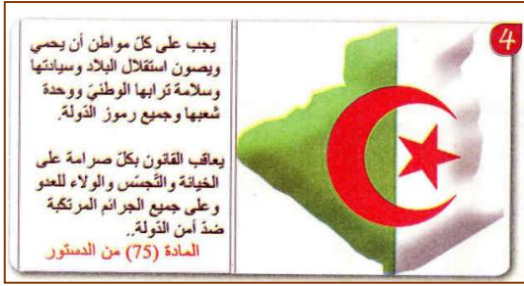 4
يجب على كلّ مواطن أن يحمي
ويصون استقلال البلاد وسيادتها
وسلامة ترابها الوطنيّ ووحدة
شعبها وجميع رموز الدّولة.
يعاقب القانون بكلّ صرامة على
الخيانة والتّجسّس والولاء للعدو
وعلى جميع الجرائم المرتكبة
ضدّ أمن الدّولة..
المادة (75) من الدستور